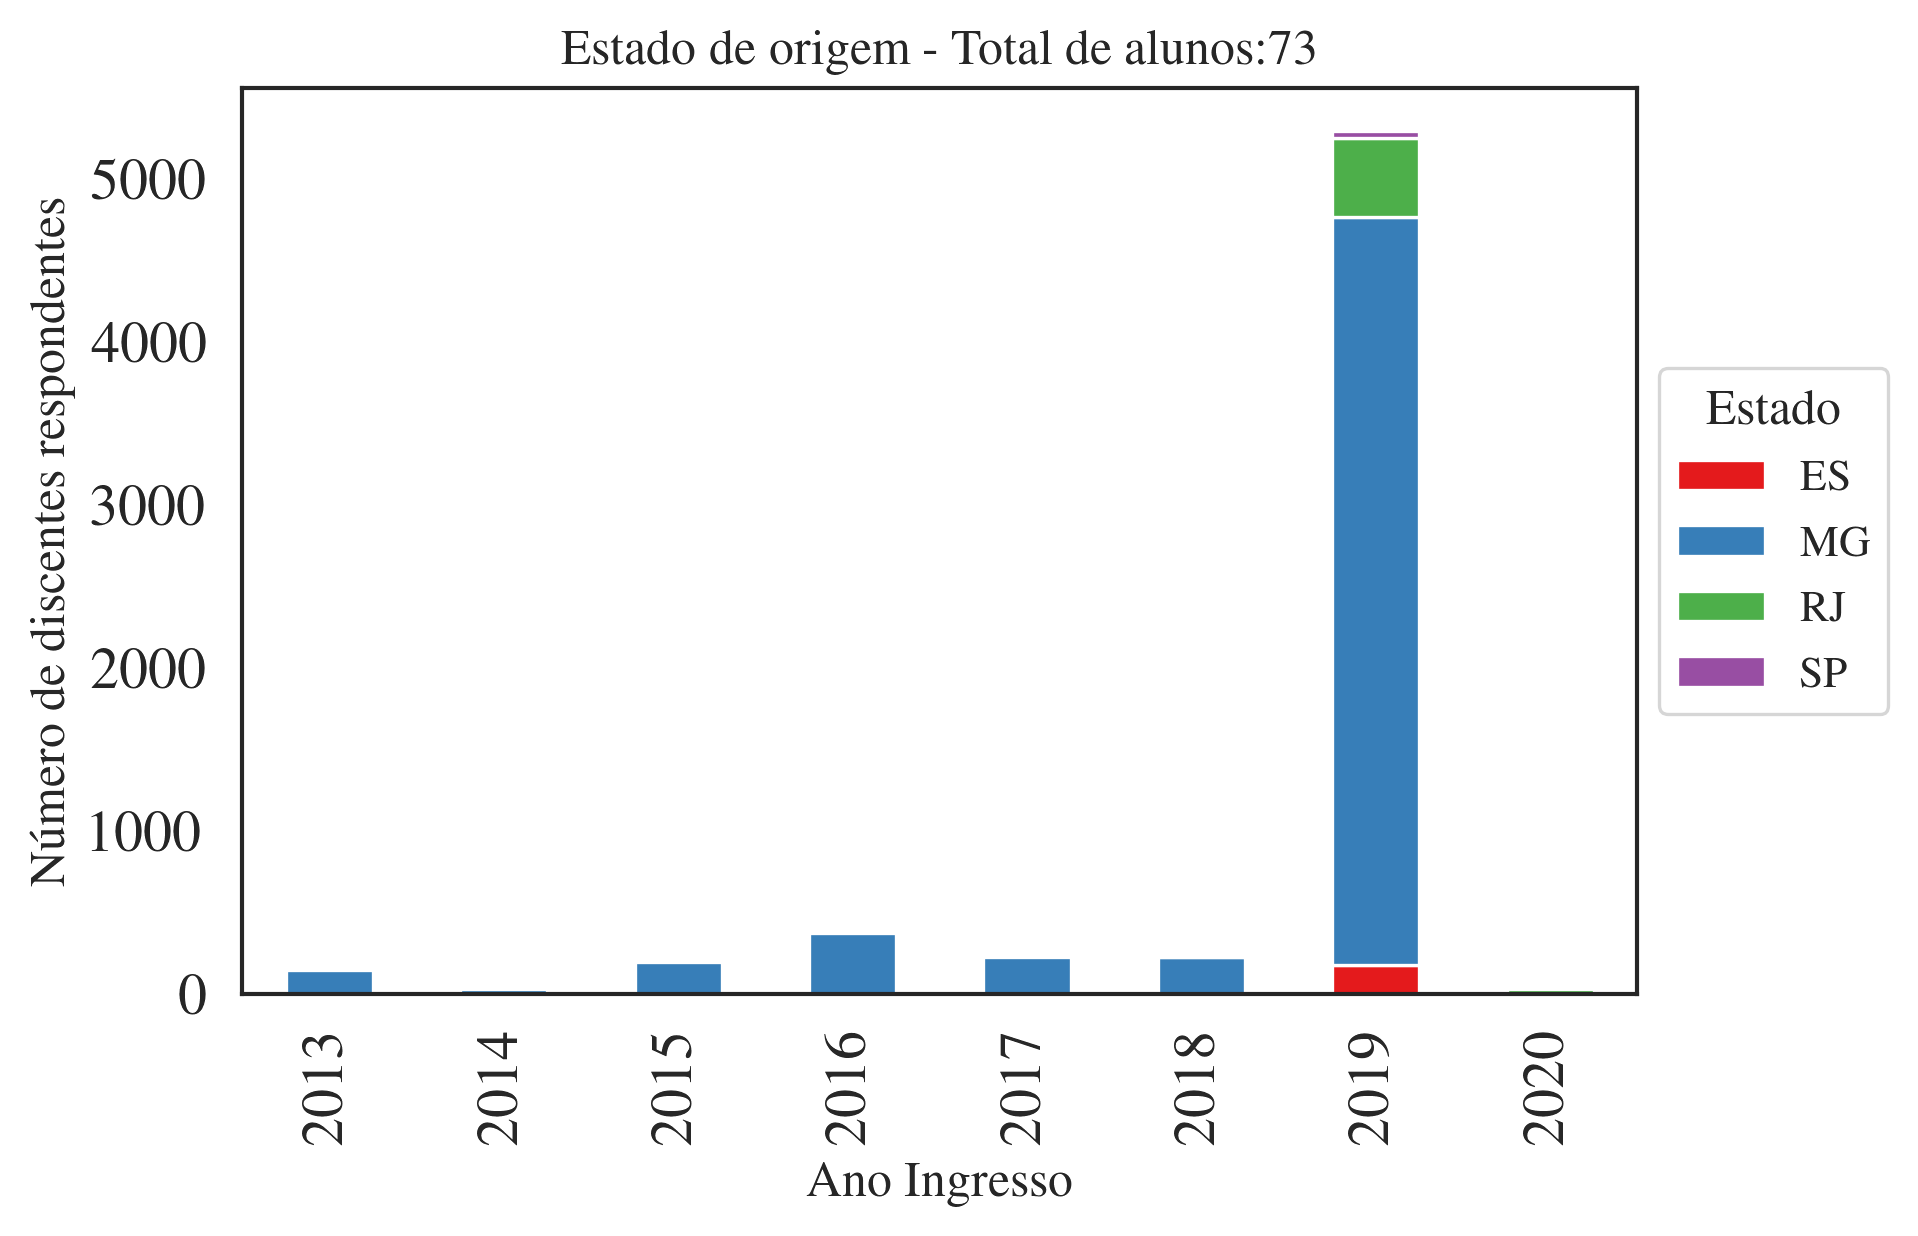 Estado de origem - Total de alunos:73
Número de discentes respondentes
5000
4000
3000
2000
1000
0
2013
2014
2015
2016
2017
2018
2019
2020
Ano Ingresso
Estado
ES
MG
RJ
SP